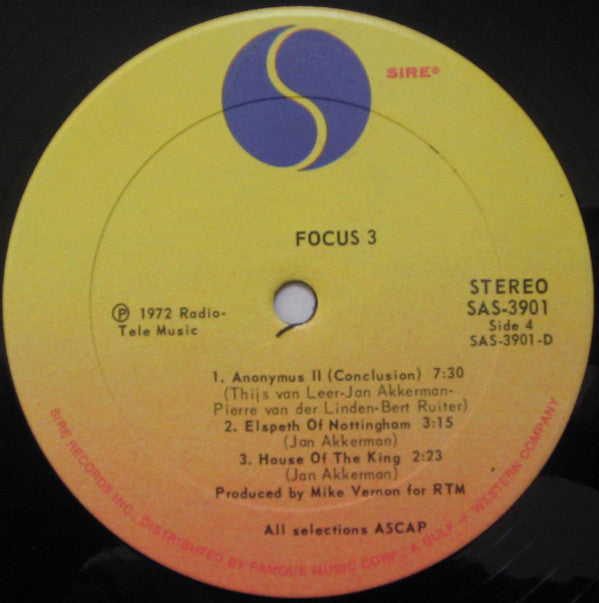 SIRE®
FOCUS 3
℗ 1972 Radio-
Tele Music
STEREO
SAS-3901
Side 4
SAS-3901-D
1. Anonymus II (Conclusion) 7:30
(Thijs van Leer-Jan Akkerman-
Pierre van der Linden-Bert Ruiter)
2. Elspeth Of Nottingham 3:15
(Jan Akkerman)
3. House Of The King 2:23
(Jan Akkerman)
Produced by Mike Vernon for RTM
All selections ASCAP
SIRE RECORDS INC., DISTRIBUTED BY FAMOUS MUSIC CORP., A GULF + WESTERN COMPANY